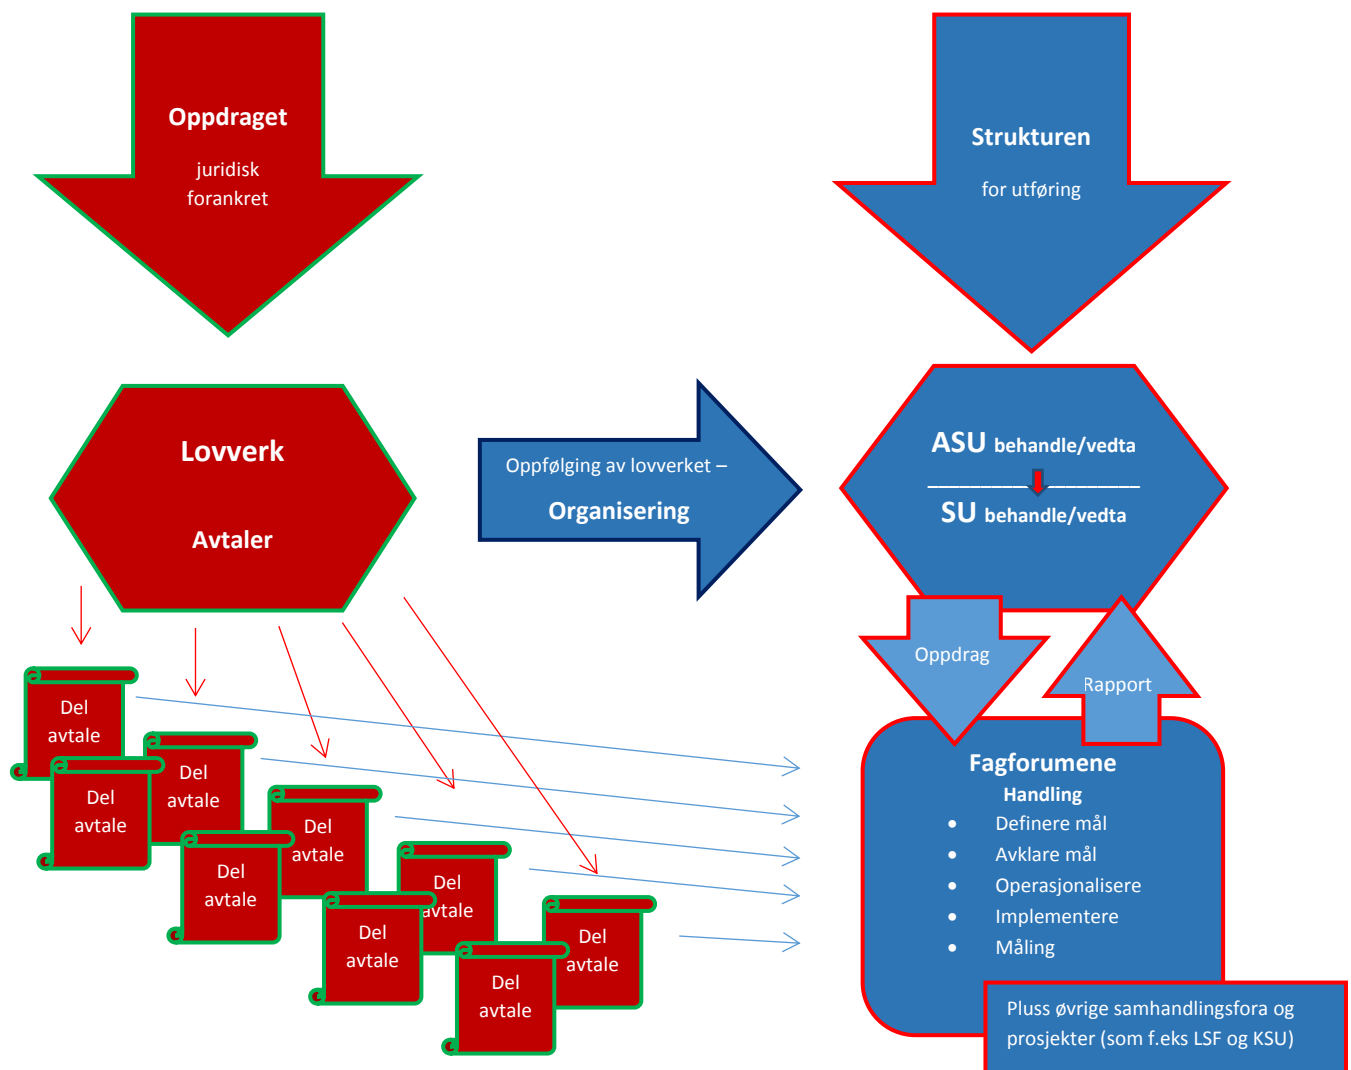 Oppdraget
juridisk
forankret
Strukturen
for utføring
Lovverk
Avtaler
Oppfølging av lovverket –
Organisering
ASU behandle/vedta
SU behandle/vedta
Oppdrag
Rapport
Del
avtale
Del
avtale
Del
avtale
Del
avtale
Del
avtale
Del
avtale
Del
avtale
Del
avtale
Del
avtale
Fagforumene
Handling
• Definere mål
• Avklare mål
• Operasjonalisere
• Implementere
• Måling
Pluss øvrige samhandlingsfora og
prosjekter (som f.eks LSF og KSU)